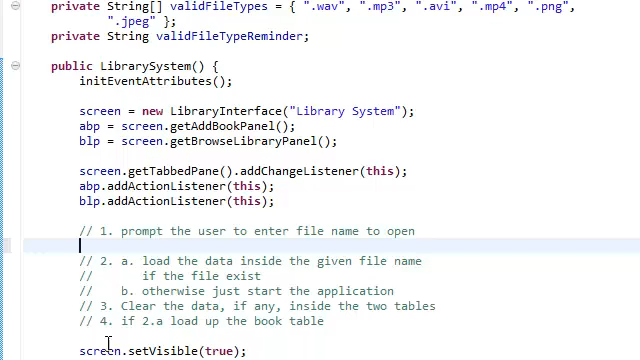 private String[] validFileTypes = { ".wav", ".mp3", ".avi", ".mp4", ".png",
".jpeg" };
private String validFileTypeReminder;
public LibrarySystem() {
initEventAttributes();
screen = new LibraryInterface("Library System");
abp = screen.getAddBookPanel();
blp = screen.getBrowseLibraryPanel();
screen.getTabbedPane().addChangeListener(this);
abp.addActionListener(this);
blp.addActionListener(this);
// 1. prompt the user to enter file name to open
// 2. a. load the data inside the given file name
// if the file exist
// b. otherwise just start the application
// 3. Clear the data, if any, inside the two tables
// 4. if 2.a load up the book table
screen.setVisible(true);